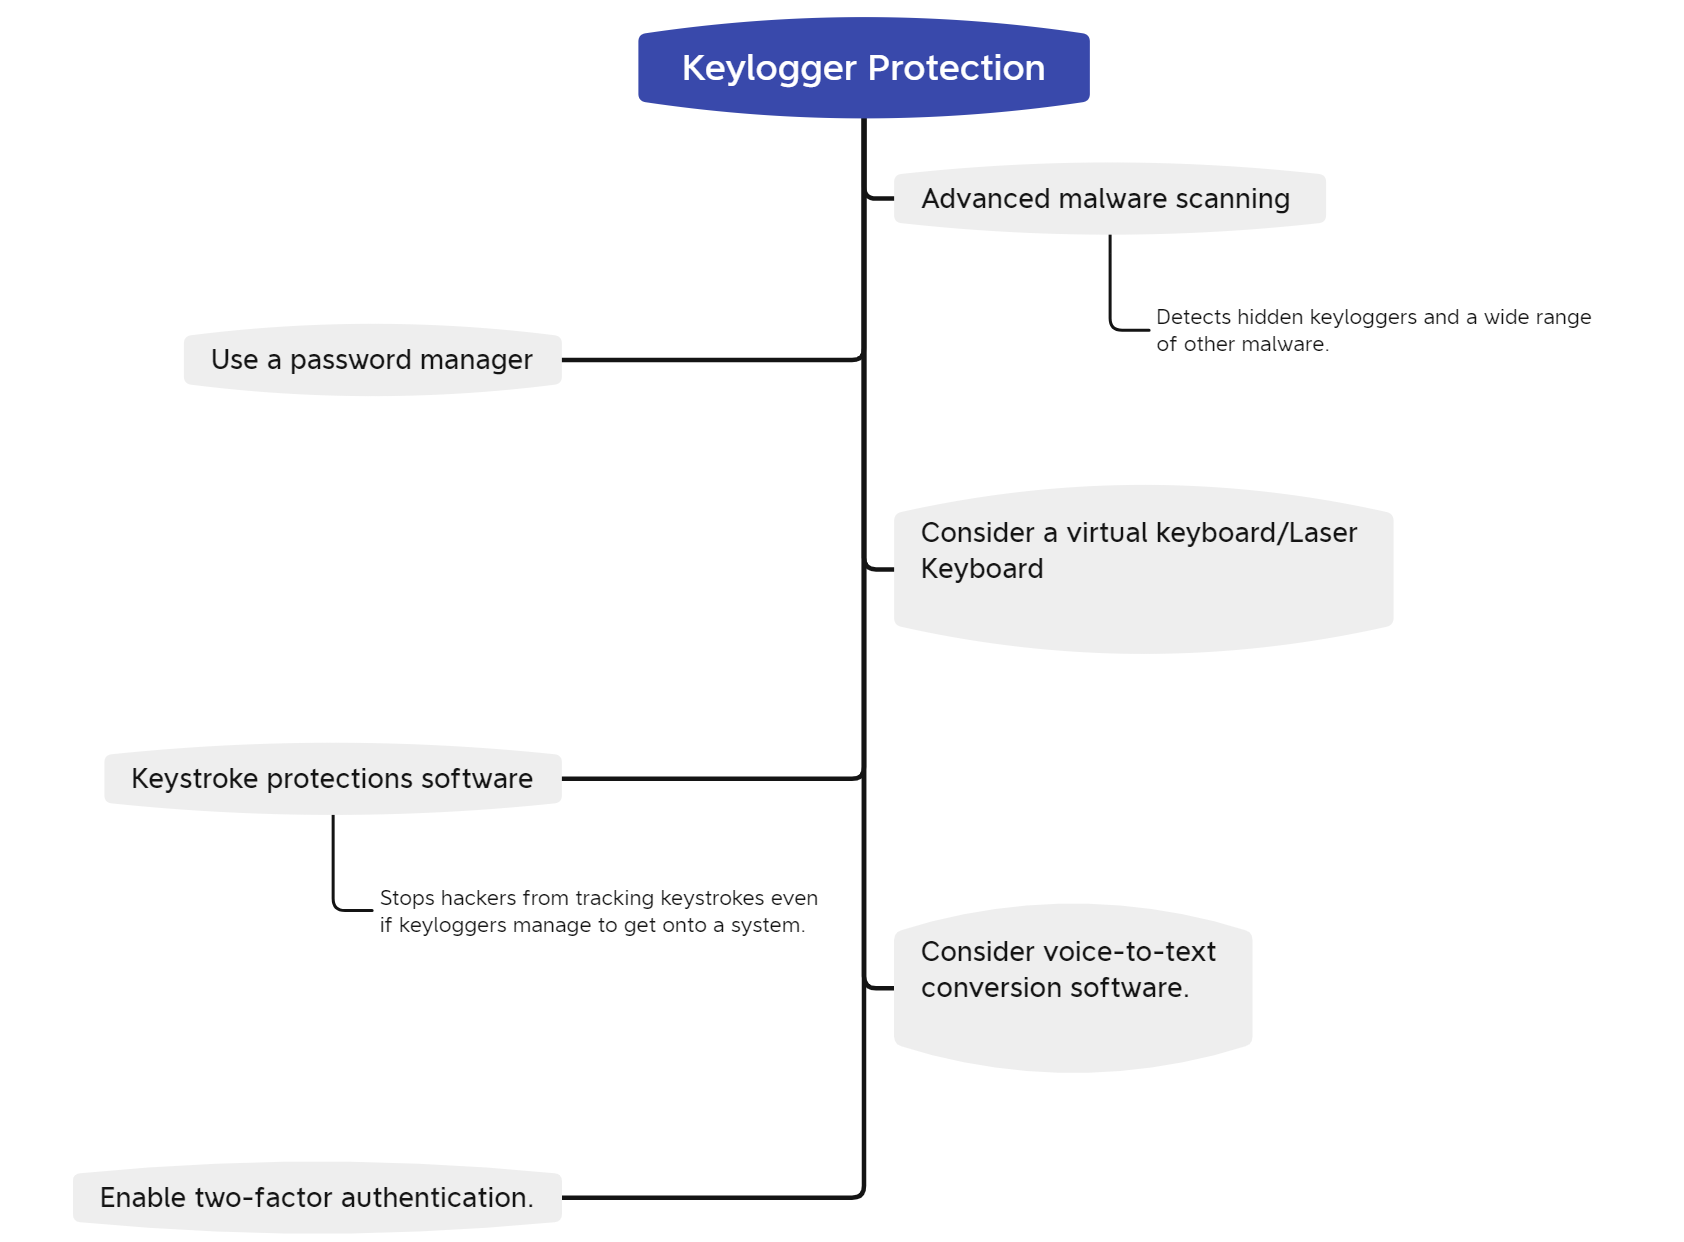 Keylogger Protection
Advanced malware scanning
Detects hidden keyloggers and a wide range
of other malware.
Use a password manager
Consider a virtual keyboard/Laser
Keyboard
Keystroke protections software
Stops hackers from tracking keystrokes even
if keyloggers manage to get onto a system.
Consider voice-to-text
conversion software.
Enable two-factor authentication.